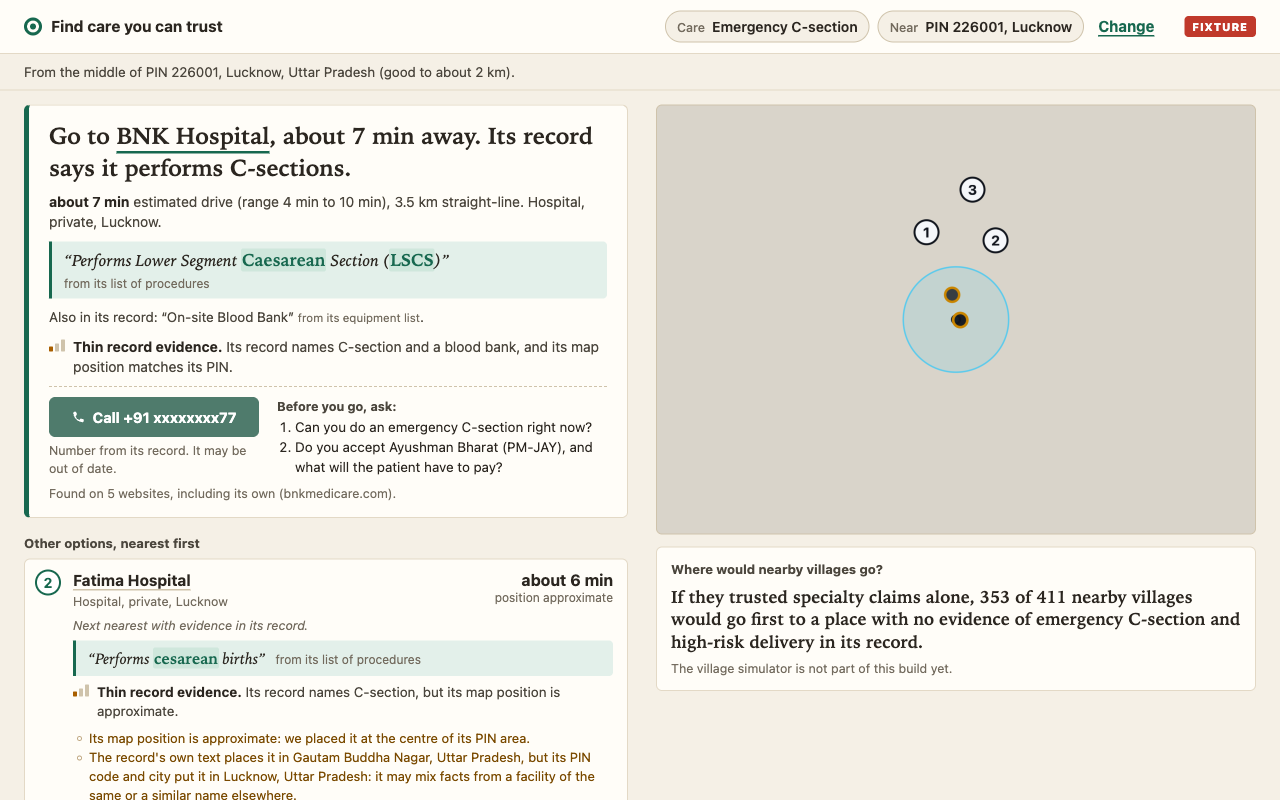 Find care you can trust
Care Emergency C-section
Near PIN 226001, Lucknow
Change
FIXTURE
From the middle of PIN 226001, Lucknow, Uttar Pradesh (good to about 2 km).
Go to BNK Hospital, about 7 min away. Its record
says it performs C-sections.
about 7 min estimated drive (range 4 min to 10 min), 3.5 km straight-line. Hospital,
private, Lucknow.
“Performs Lower Segment Caesarean Section (LSCS)”
from its list of procedures
Also in its record: “On-site Blood Bank” from its equipment list.
Thin record evidence. Its record names C-section and a blood bank, and its map
position matches its PIN.
Call +91 xxxxxxxx77
Number from its record. It may be
out of date.
Before you go, ask:
1. Can you do an emergency C-section right now?
2. Do you accept Ayushman Bharat (PM-JAY), and
what will the patient have to pay?
Found on 5 websites, including its own (bnkmedicare.com).
Other options, nearest first
2
Fatima Hospital
about 6 min
Hospital, private, Lucknow
position approximate
Next nearest with evidence in its record.
“Performs cesarean births” from its list of procedures
Thin record evidence. Its record names C-section, but its map position is
approximate.
Its map position is approximate: we placed it at the centre of its PIN area.
The record's own text places it in Gautam Buddha Nagar, Uttar Pradesh, but its PIN
code and city put it in Lucknow, Uttar Pradesh: it may mix facts from a facility of the
same or a similar name elsewhere.
3
1
2
Where would nearby villages go?
If they trusted specialty claims alone, 353 of 411 nearby villages
would go first to a place with no evidence of emergency C-section and
high-risk delivery in its record.
The village simulator is not part of this build yet.